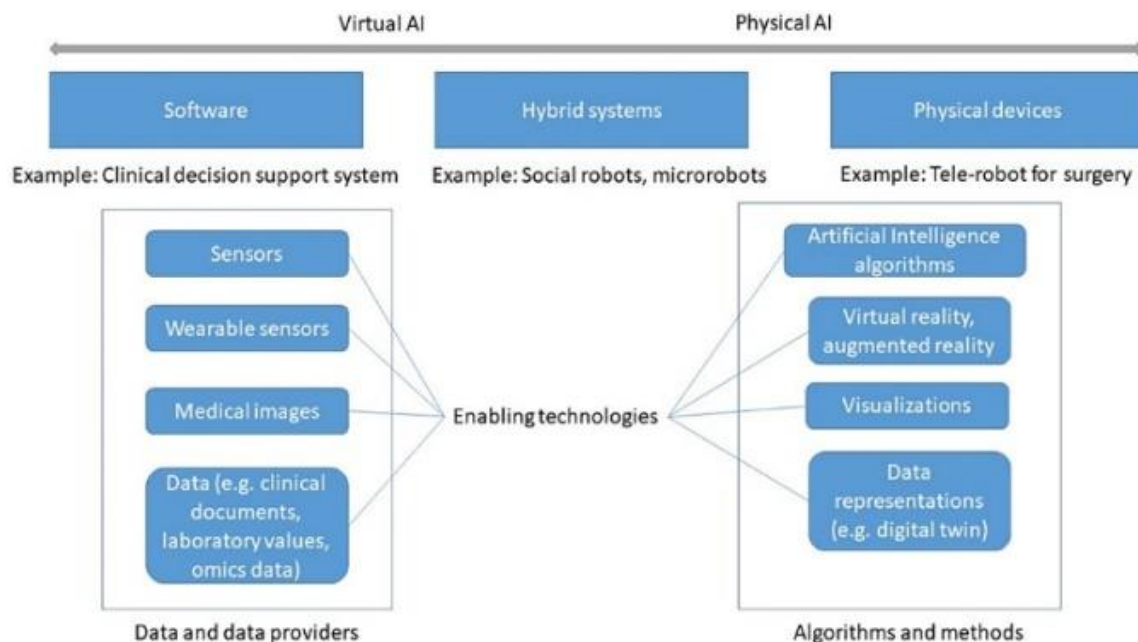 Virtual AI
Physical AI
Software
Hybrid systems
Physical devices
Example: Clinical decision support system
Example: Social robots, microrobots
Example: Tele-robot for surgery
Sensors
Wearable sensors
Medical images
Data (e.g. clinical
documents,
laboratory values,
omics data)
Data and data providers
Enabling technologies
Artificial Intelligence
algorithms
Virtual reality,
augmented reality
Visualizations
Data
representations
(e.g. digital twin)
Algorithms and methods